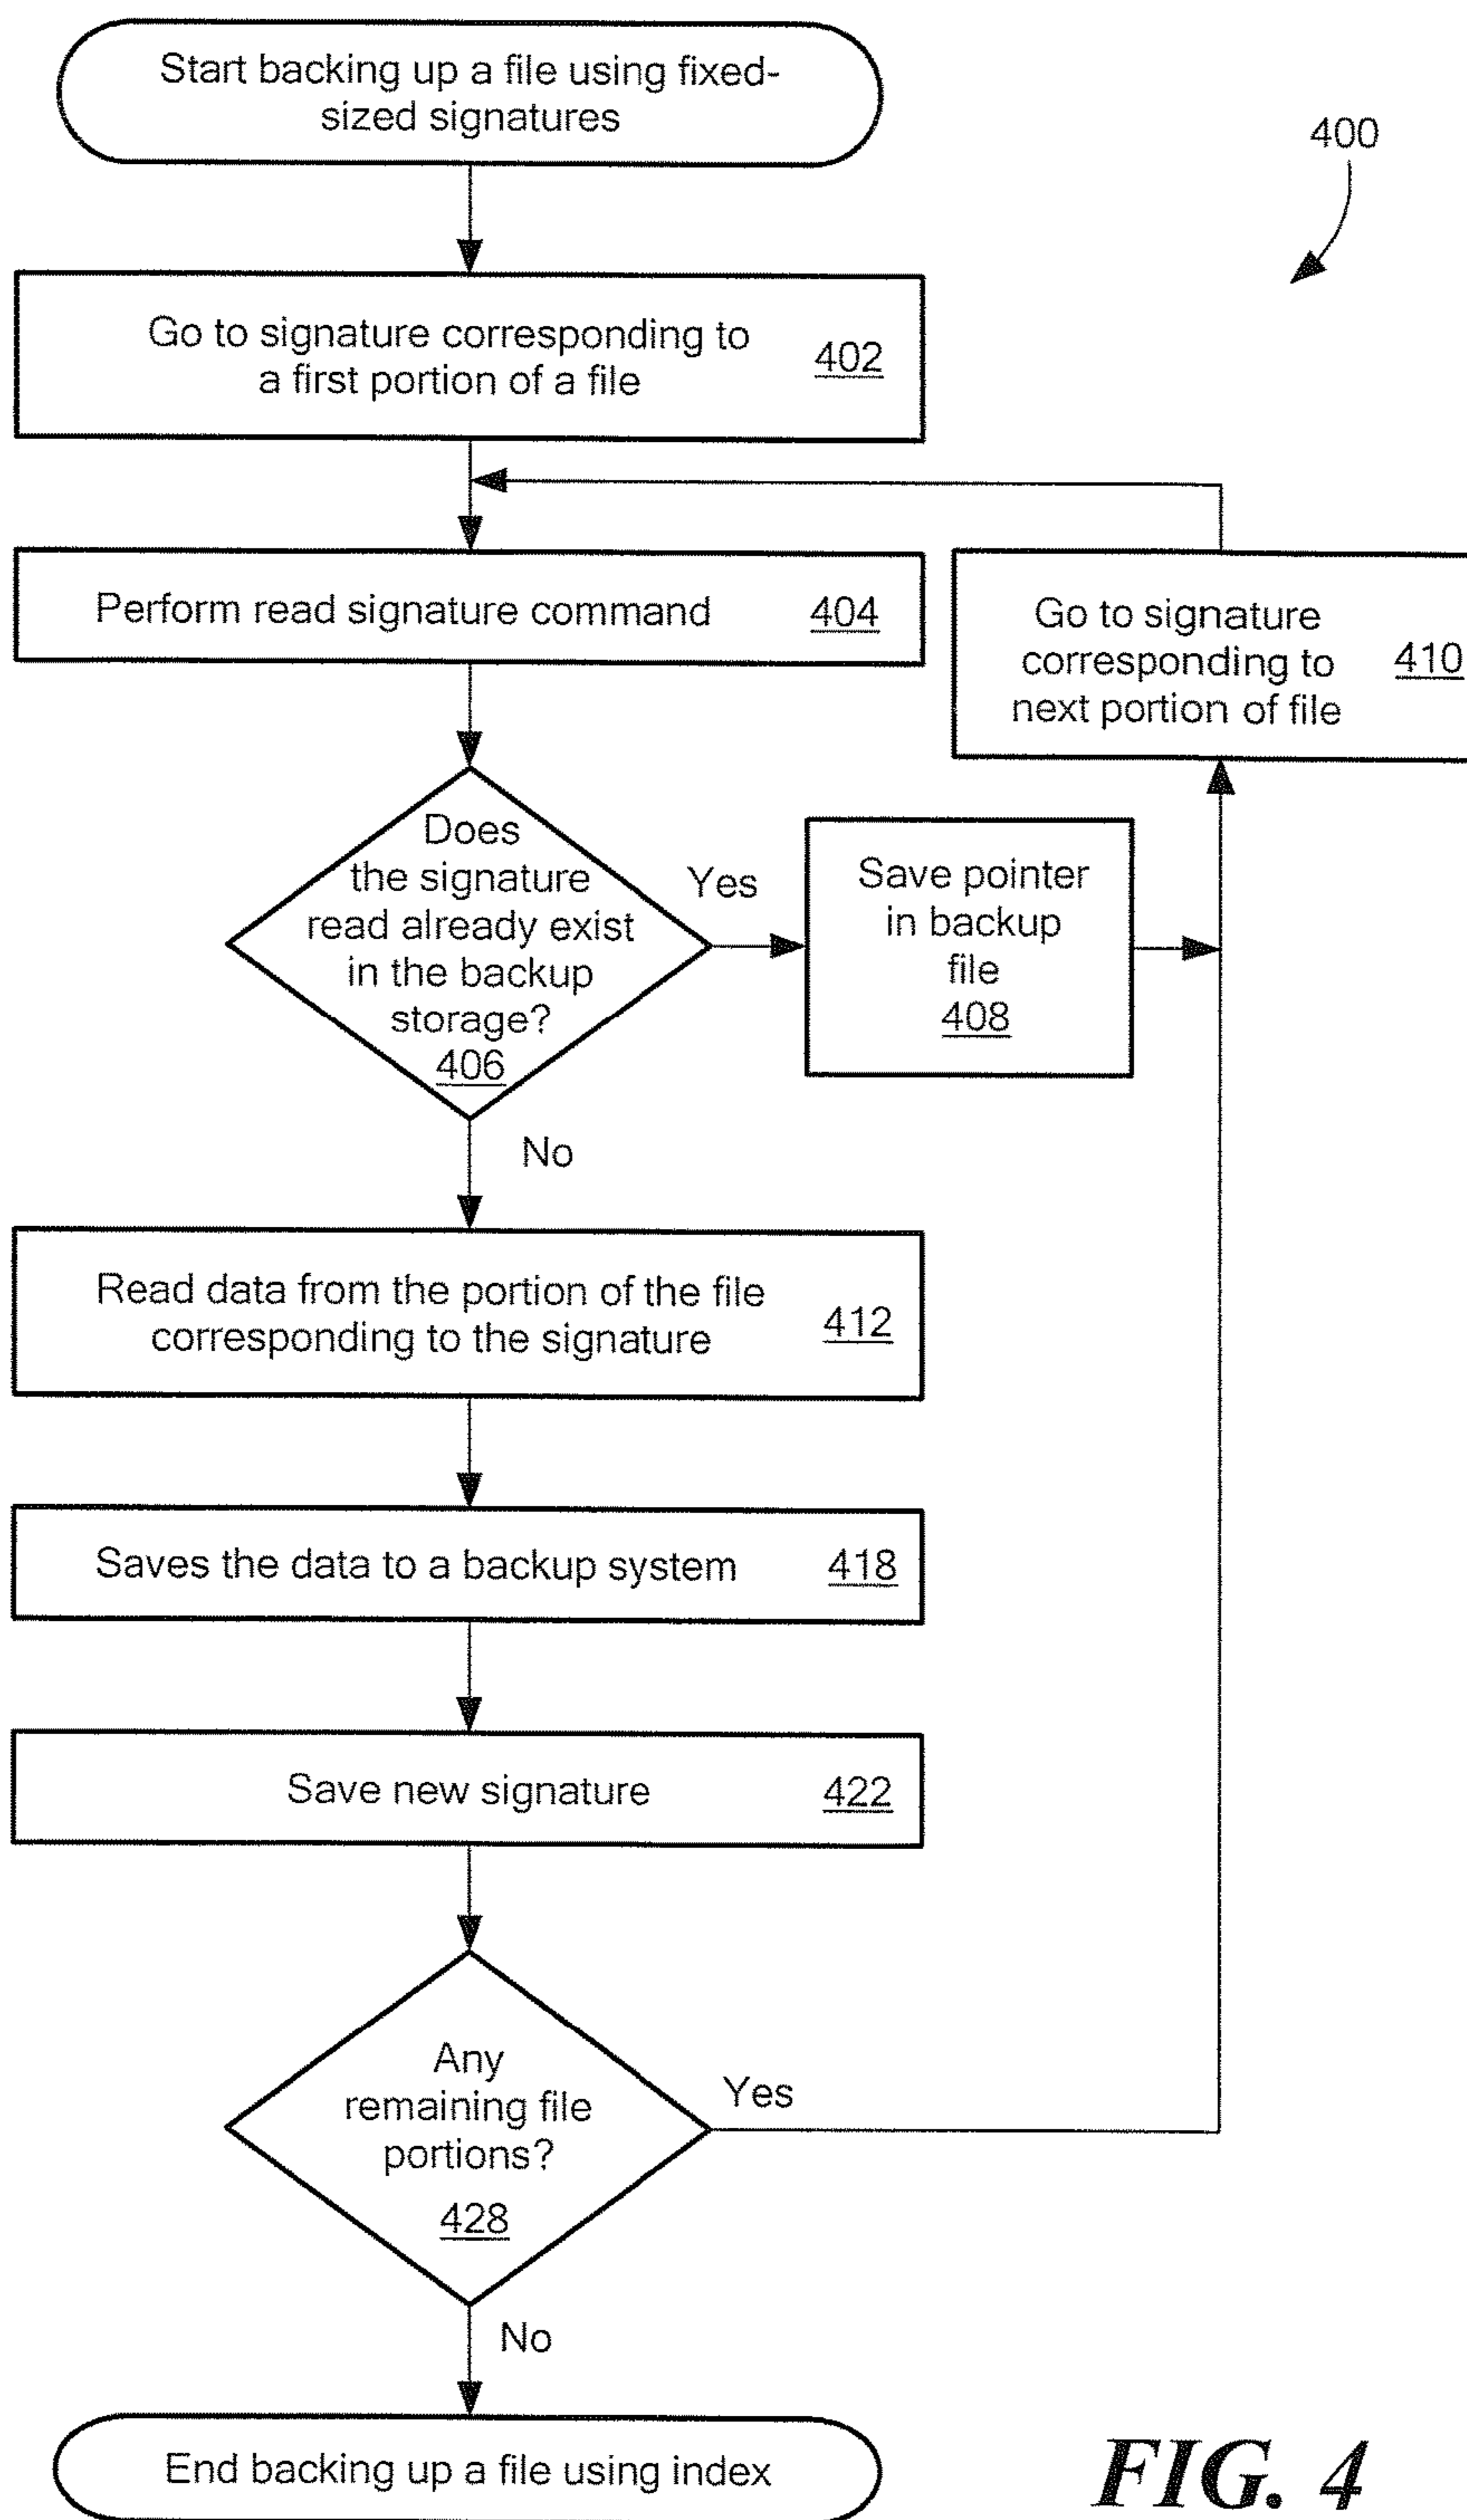 Start backing up a file using fixed-
sized signatures
400
Go to signature corresponding to
a first portion of a file
402
Perform read signature command
404
Go to signature
corresponding to
next portion of file
410
Does
the signature
read already exist
in the backup
storage?
406
Yes
Save pointer
in backup
file
408
No
Read data from the portion of the file
corresponding to the signature
412
Saves the data to a backup system
418
Save new signature
422
Any
remaining file
portions?
428
Yes
No
End backing up a file using index
FIG. 4